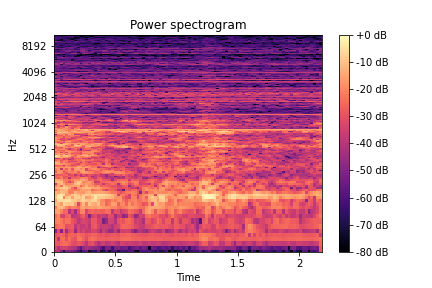 Power spectrogram
Hz
8192
4096
2048
1024
512
256
128
64
0
0
0.5
1
1.5
2
Time
+0 dB
-10 dB
-20 dB
-30 dB
-40 dB
-50 dB
-60 dB
-70 dB
-80 dB